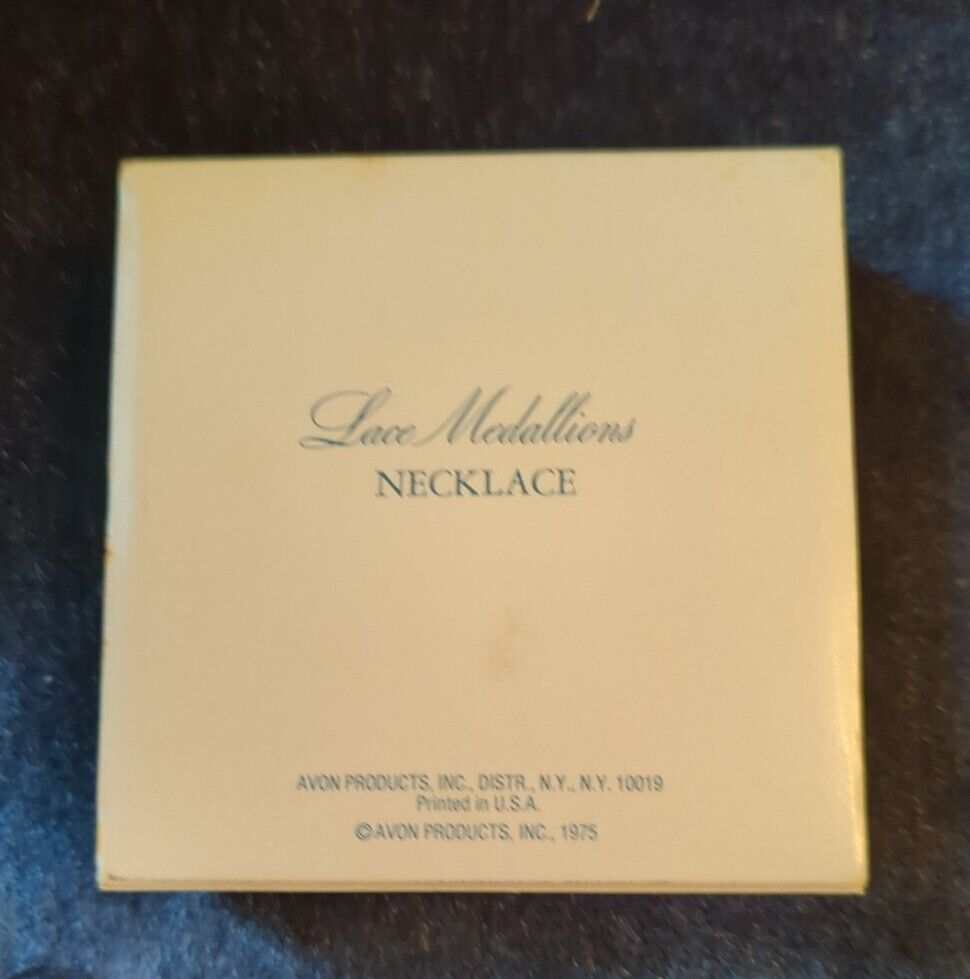 Lace Medallions
NECKLACE
AVON PRODUCTS, INC., DISTR., N.Y., N.Y. 10019
Printed in U.S.A.
©AVON PRODUCTS, INC., 1975